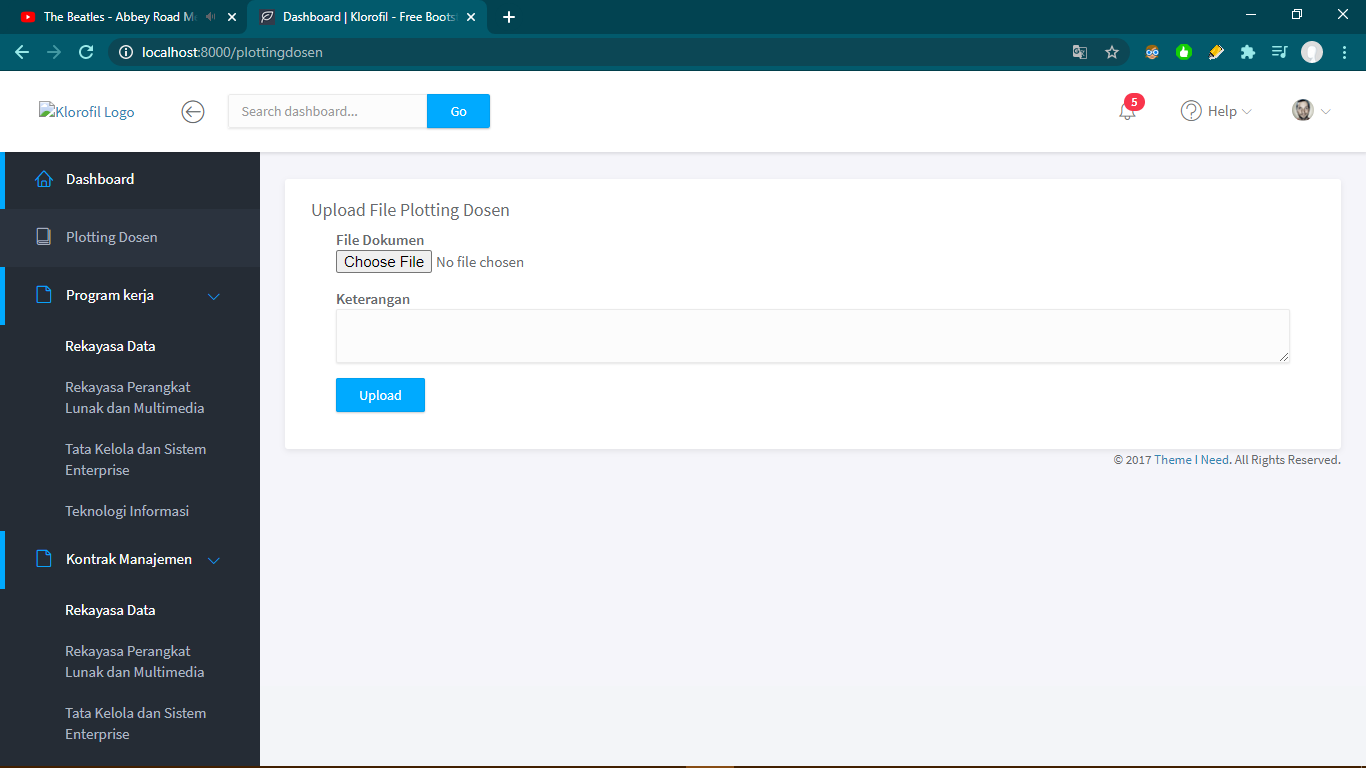 The Beatles - Abbey Road M
Dashboard | Klorofil - Free Boots
localhost:8000/plottingdosen
Klorofil Logo
Search dashboard...
Go
5
Help
Dashboard
Plotting Dosen
Program kerja
Rekayasa Data
Rekayasa Perangkat
Lunak dan Multimedia
Tata Kelola dan Sistem
Enterprise
Teknologi Informasi
Kontrak Manajemen
Rekayasa Data
Rekayasa Perangkat
Lunak dan Multimedia
Tata Kelola dan Sistem
Enterprise
Upload File Plotting Dosen
File Dokumen
Choose File No file chosen
Keterangan
Upload
© 2017 Theme I Need. All Rights Reserved.